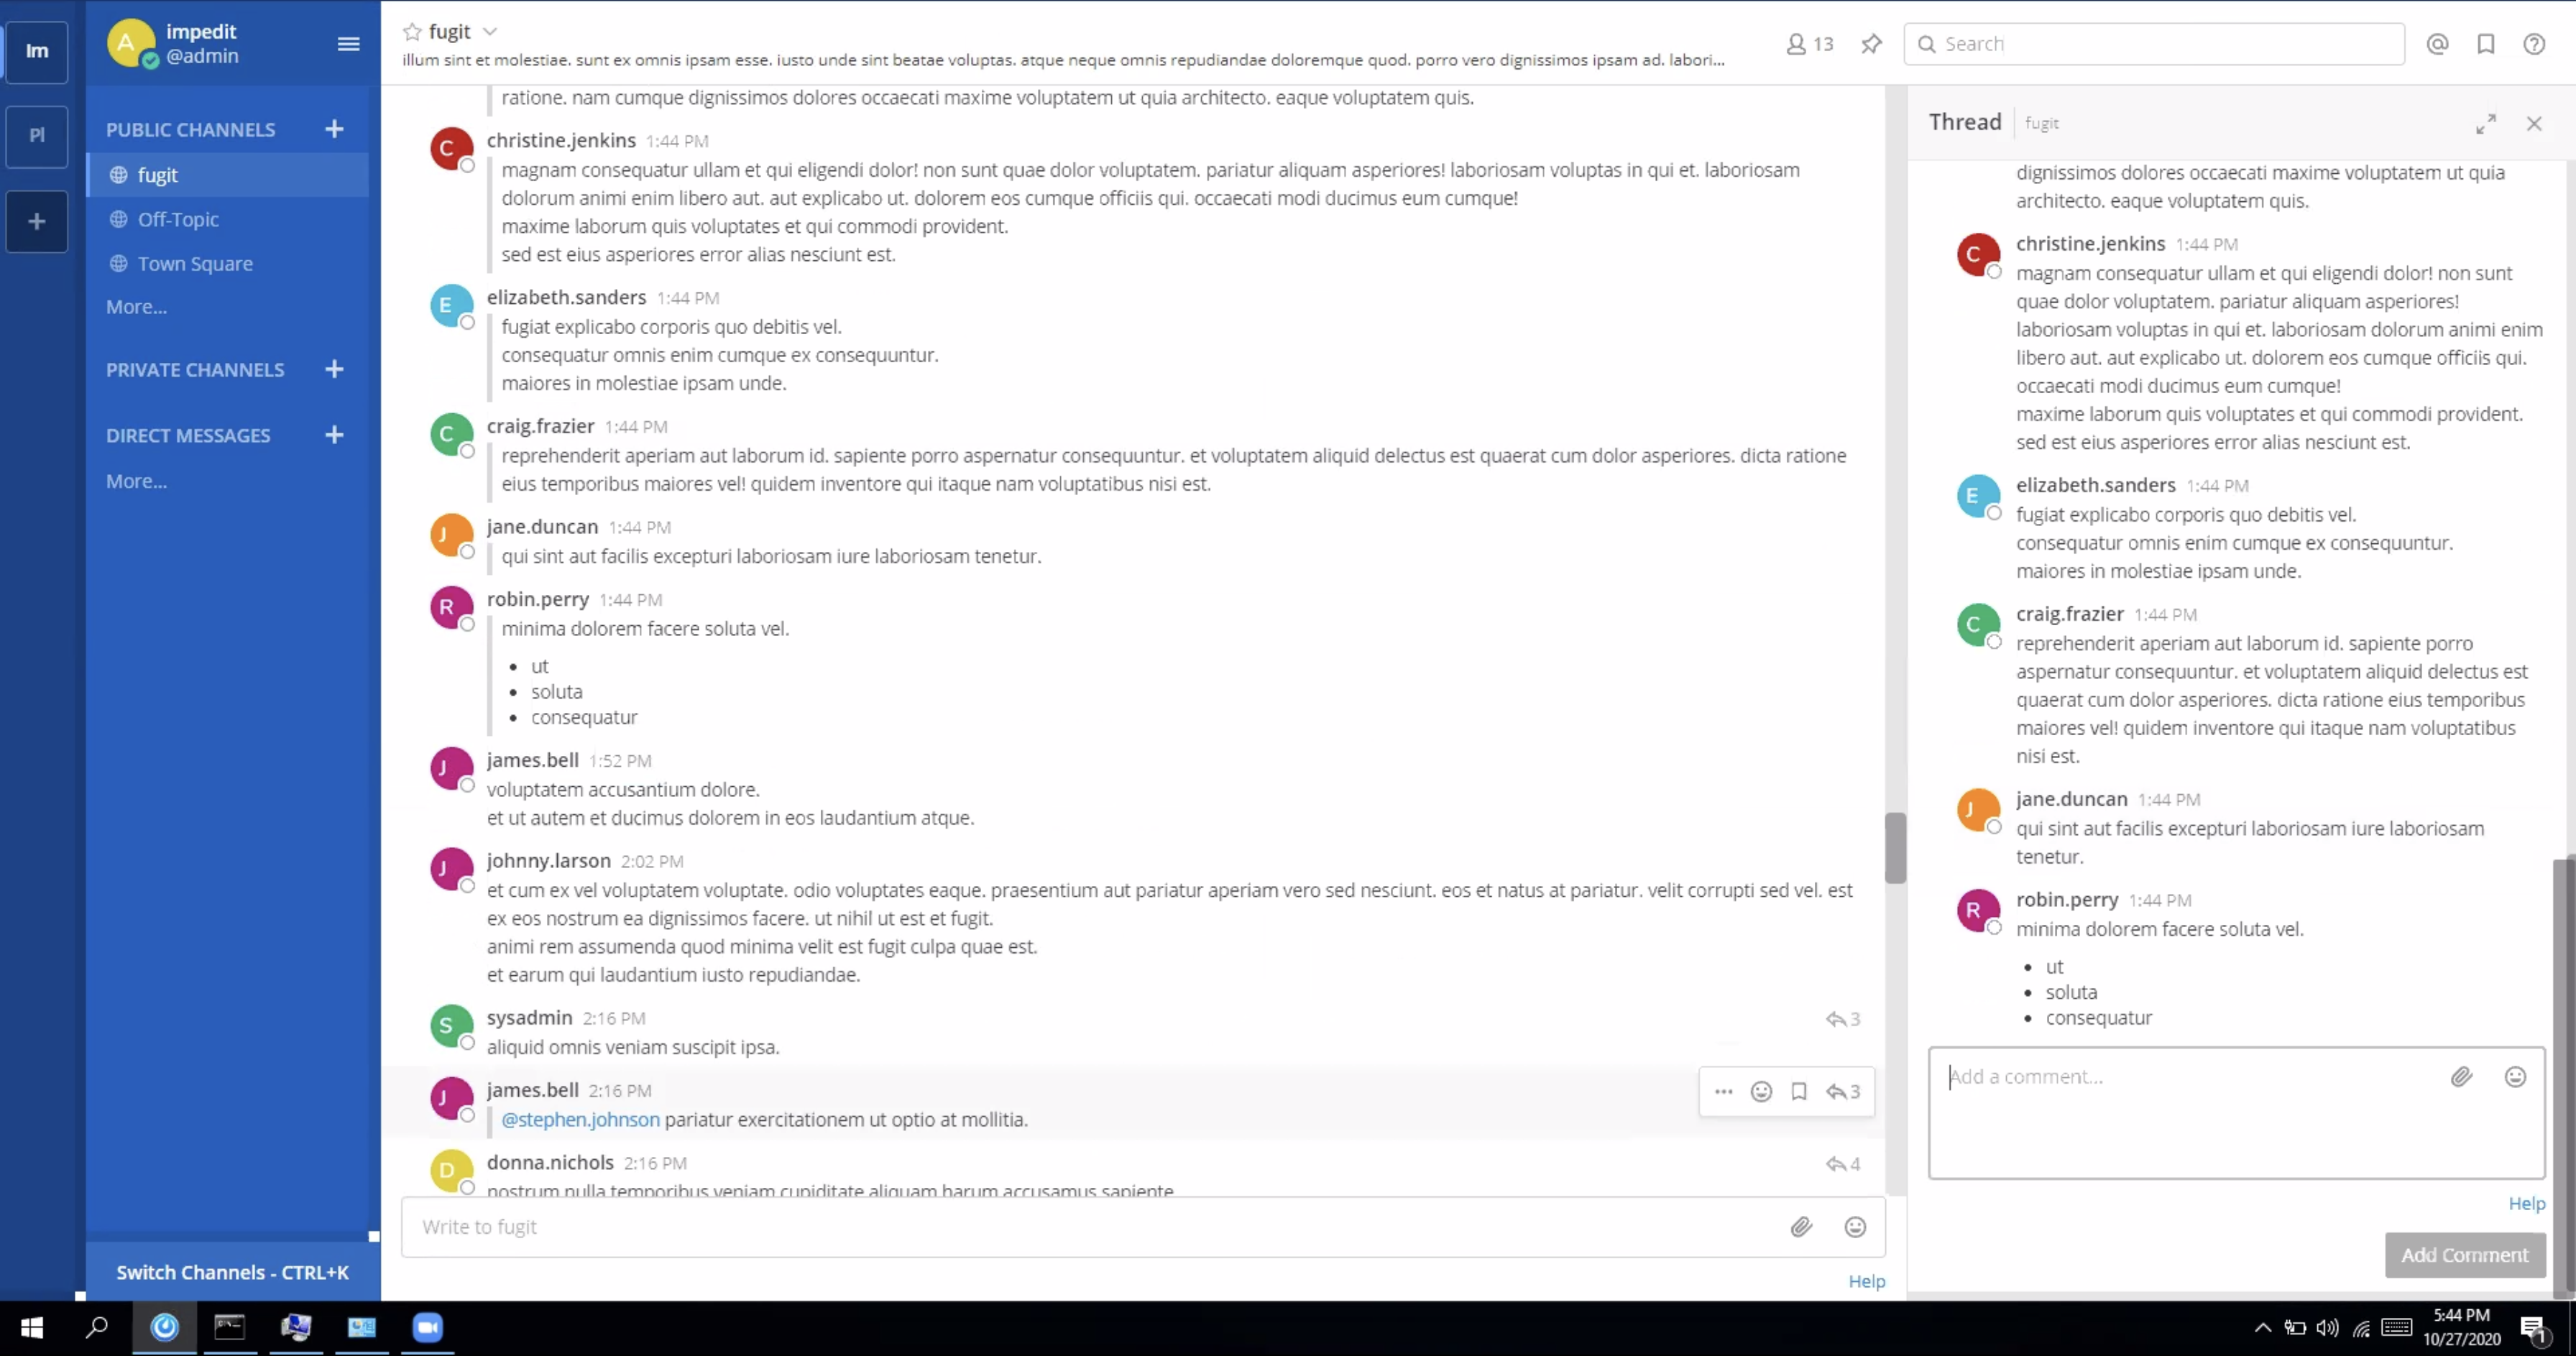 Im
Pl
A
impedit
@admin
PUBLIC CHANNELS
fugit
Off-Topic
Town Square
More...
PRIVATE CHANNELS
DIRECT MESSAGES
More...
Switch Channels - CTRL+K
fugit
illum sint et molestiae. sunt ex omnis ipsam esse. iusto unde sint beatae voluptas. atque neque omnis repudiandae doloremque quod. porro vero dignissimos ipsam ad. labori...
13
Search
ratione. nam cumque dignissimos dolores occaecati maxime voluptatem ut quia architecto. eaque voluptatem quis.
C christine.jenkins 1:44 PM
magnam consequatur ullam et qui eligendi dolor! non sunt quae dolor voluptatem. pariatur aliquam asperiores! laboriosam voluptas in qui et. laboriosam
dolorum animi enim libero aut. aut explicabo ut. dolorem eos cumque officiis qui. occaecati modi ducimus eum cumque!
maxime laborum quis voluptates et qui commodi provident.
sed est eius asperiores error alias nesciunt est.
E elizabeth.sanders 1:44 PM
fugiat explicabo corporis quo debitis vel.
consequatur omnis enim cumque ex consequuntur.
maiores in molestiae ipsam unde.
C craig.frazier 1:44 PM
reprehenderit aperiam aut laborum id. sapiente porro aspernatur consequuntur. et voluptatem aliquid delectus est quaerat cum dolor asperiores. dicta ratione
eius temporibus maiores vel! quidem inventore qui itaque nam voluptatibus nisi est.
J jane.duncan 1:44 PM
qui sint aut facilis excepturi laboriosam iure laboriosam tenetur.
R robin.perry 1:44 PM
minima dolorem facere soluta vel.
• ut
• soluta
• consequatur
J james.bell 1:52 PM
voluptatem accusantium dolore.
et ut autem et ducimus dolorem in eos laudantium atque.
J johnny.larson 2:02 PM
et cum ex vel voluptatem voluptate. odio voluptates eaque. praesentium aut pariatur aperiam vero sed nesciunt. eos et natus at pariatur. velit corrupti sed vel. est
ex eos nostrum ea dignissimos facere. ut nihil ut est et fugit.
animi rem assumenda quod minima velit est fugit culpa quae est.
et earum qui laudantium iusto repudiandae.
S sysadmin 2:16 PM 3
aliquid omnis veniam suscipit ipsa.
J james.bell 2:16 PM 3
@stephen.johnson pariatur exercitationem ut optio at mollitia.
D donna.nichols 2:16 PM 4
nostrum nulla temporibus veniam cupiditate aliquam harum accusamus sapiente
Write to fugit
Help
Thread fugit
dignissimos dolores occaecati maxime voluptatem ut quia
architecto. eaque voluptatem quis.
C christine.jenkins 1:44 PM
magnam consequatur ullam et qui eligendi dolor! non sunt
quae dolor voluptatem. pariatur aliquam asperiores!
laboriosam voluptas in qui et. laboriosam dolorum animi enim
libero aut. aut explicabo ut. dolorem eos cumque officiis qui.
occaecati modi ducimus eum cumque!
maxime laborum quis voluptates et qui commodi provident.
sed est eius asperiores error alias nesciunt est.
E elizabeth.sanders 1:44 PM
fugiat explicabo corporis quo debitis vel.
consequatur omnis enim cumque ex consequuntur.
maiores in molestiae ipsam unde.
C craig.frazier 1:44 PM
reprehenderit aperiam aut laborum id. sapiente porro
aspernatur consequuntur. et voluptatem aliquid delectus est
quaerat cum dolor asperiores. dicta ratione eius temporibus
maiores vel! quidem inventore qui itaque nam voluptatibus
nisi est.
J jane.duncan 1:44 PM
qui sint aut facilis excepturi laboriosam iure laboriosam
tenetur.
R robin.perry 1:44 PM
minima dolorem facere soluta vel.
• ut
• soluta
• consequatur
Add a comment...
Help
Add Comment
5:44 PM
10/27/2020
1